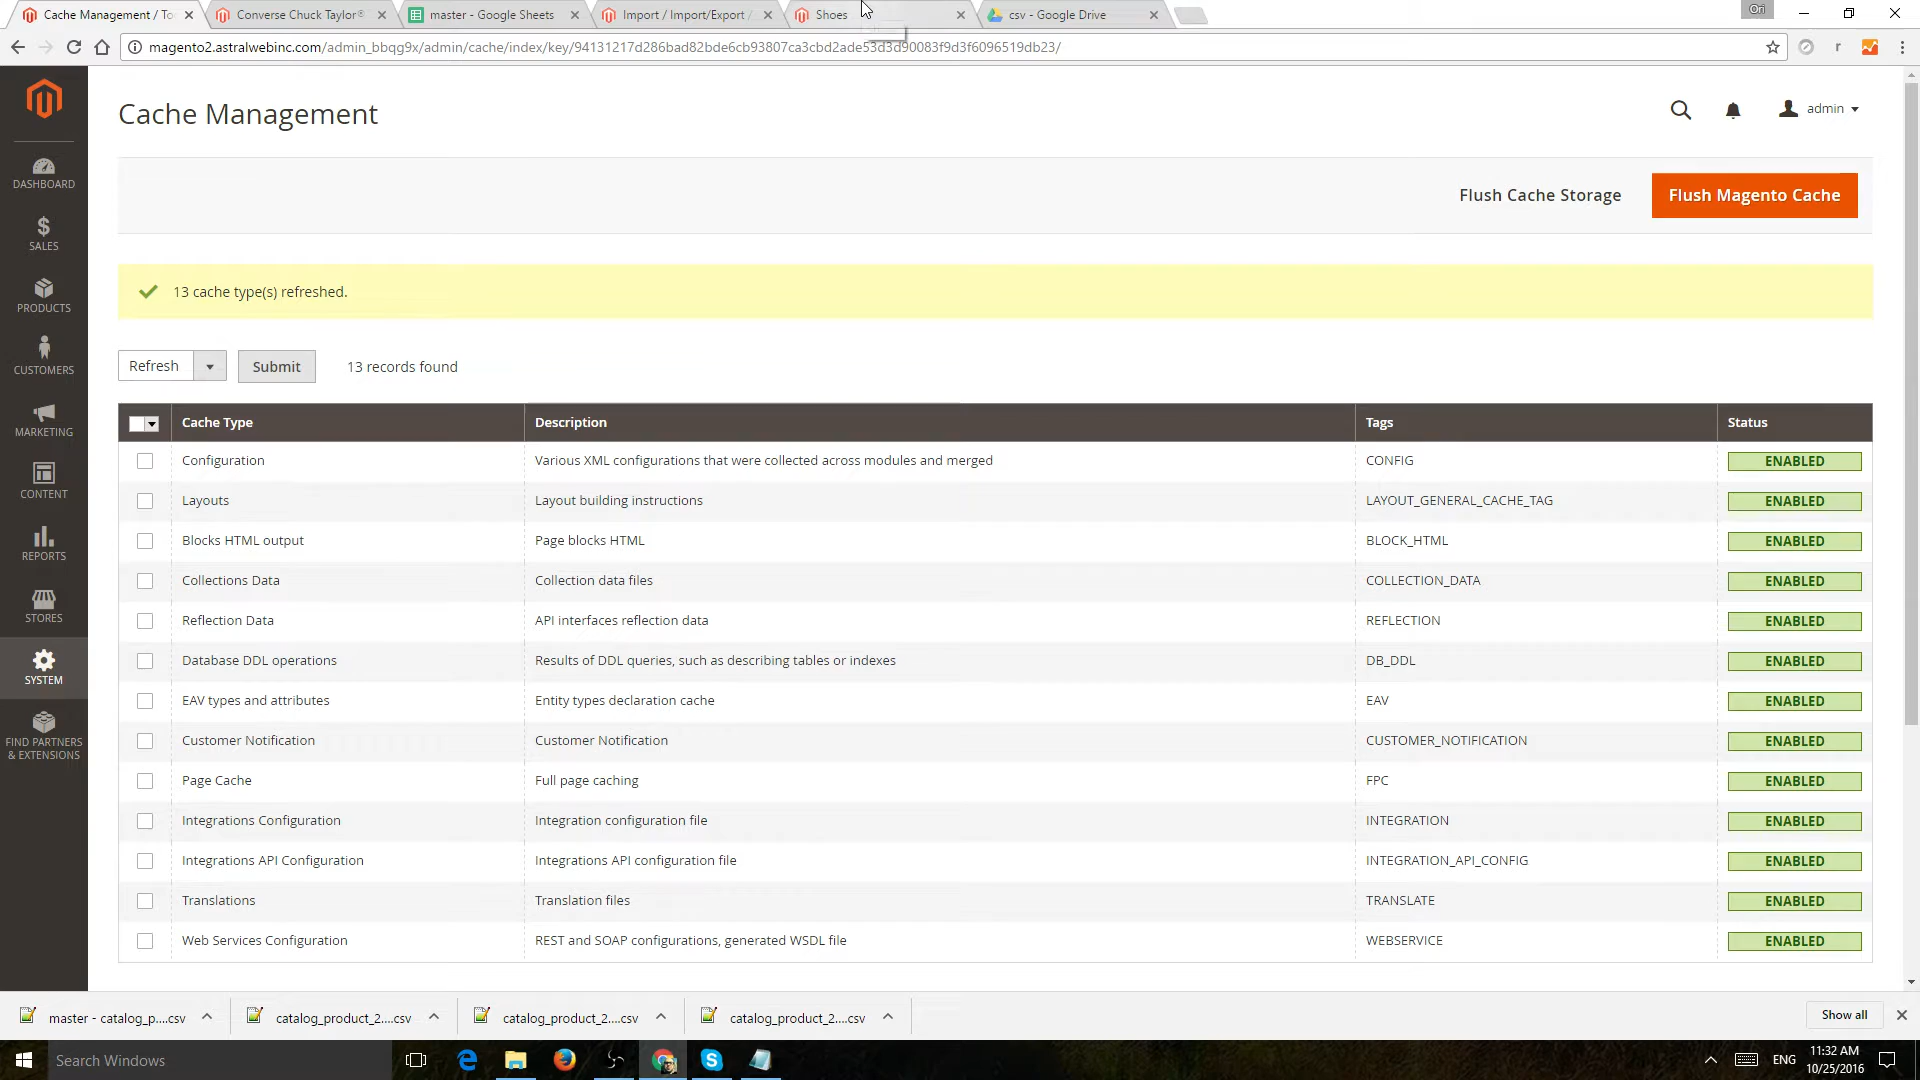 Cache Management / To
Converse Chuck Taylor®
master - Google Sheets
Import / Import/Export /
Shoes
csv - Google Drive
Ori
magento2.astralwebinc.com/admin_bbqg9x/admin/cache/index/key/94131217d286bad82bde6cb93807ca3cbd2ade53d3d90083f9d3f6096519db23/
r
Cache Management
admin
DASHBOARD
SALES
PRODUCTS
CUSTOMERS
MARKETING
CONTENT
REPORTS
STORES
SYSTEM
FIND PARTNERS
& EXTENSIONS
Flush Cache Storage
Flush Magento Cache
13 cache type(s) refreshed.
Refresh
Submit
13 records found
Cache Type Description Tags Status
Configuration Various XML configurations that were collected across modules and merged CONFIG ENABLED
Layouts Layout building instructions LAYOUT_GENERAL_CACHE_TAG ENABLED
Blocks HTML output Page blocks HTML BLOCK_HTML ENABLED
Collections Data Collection data files COLLECTION_DATA ENABLED
Reflection Data API interfaces reflection data REFLECTION ENABLED
Database DDL operations Results of DDL queries, such as describing tables or indexes DB_DDL ENABLED
EAV types and attributes Entity types declaration cache EAV ENABLED
Customer Notification Customer Notification CUSTOMER_NOTIFICATION ENABLED
Page Cache Full page caching FPC ENABLED
Integrations Configuration Integration configuration file INTEGRATION ENABLED
Integrations API Configuration Integrations API configuration file INTEGRATION_API_CONFIG ENABLED
Translations Translation files TRANSLATE ENABLED
Web Services Configuration REST and SOAP configurations, generated WSDL file WEBSERVICE ENABLED
master - catalog_p....csv
catalog_product_2....csv
catalog_product_2....csv
catalog_product_2....csv
Show all
Search Windows
ENG
11:32 AM
10/25/2016